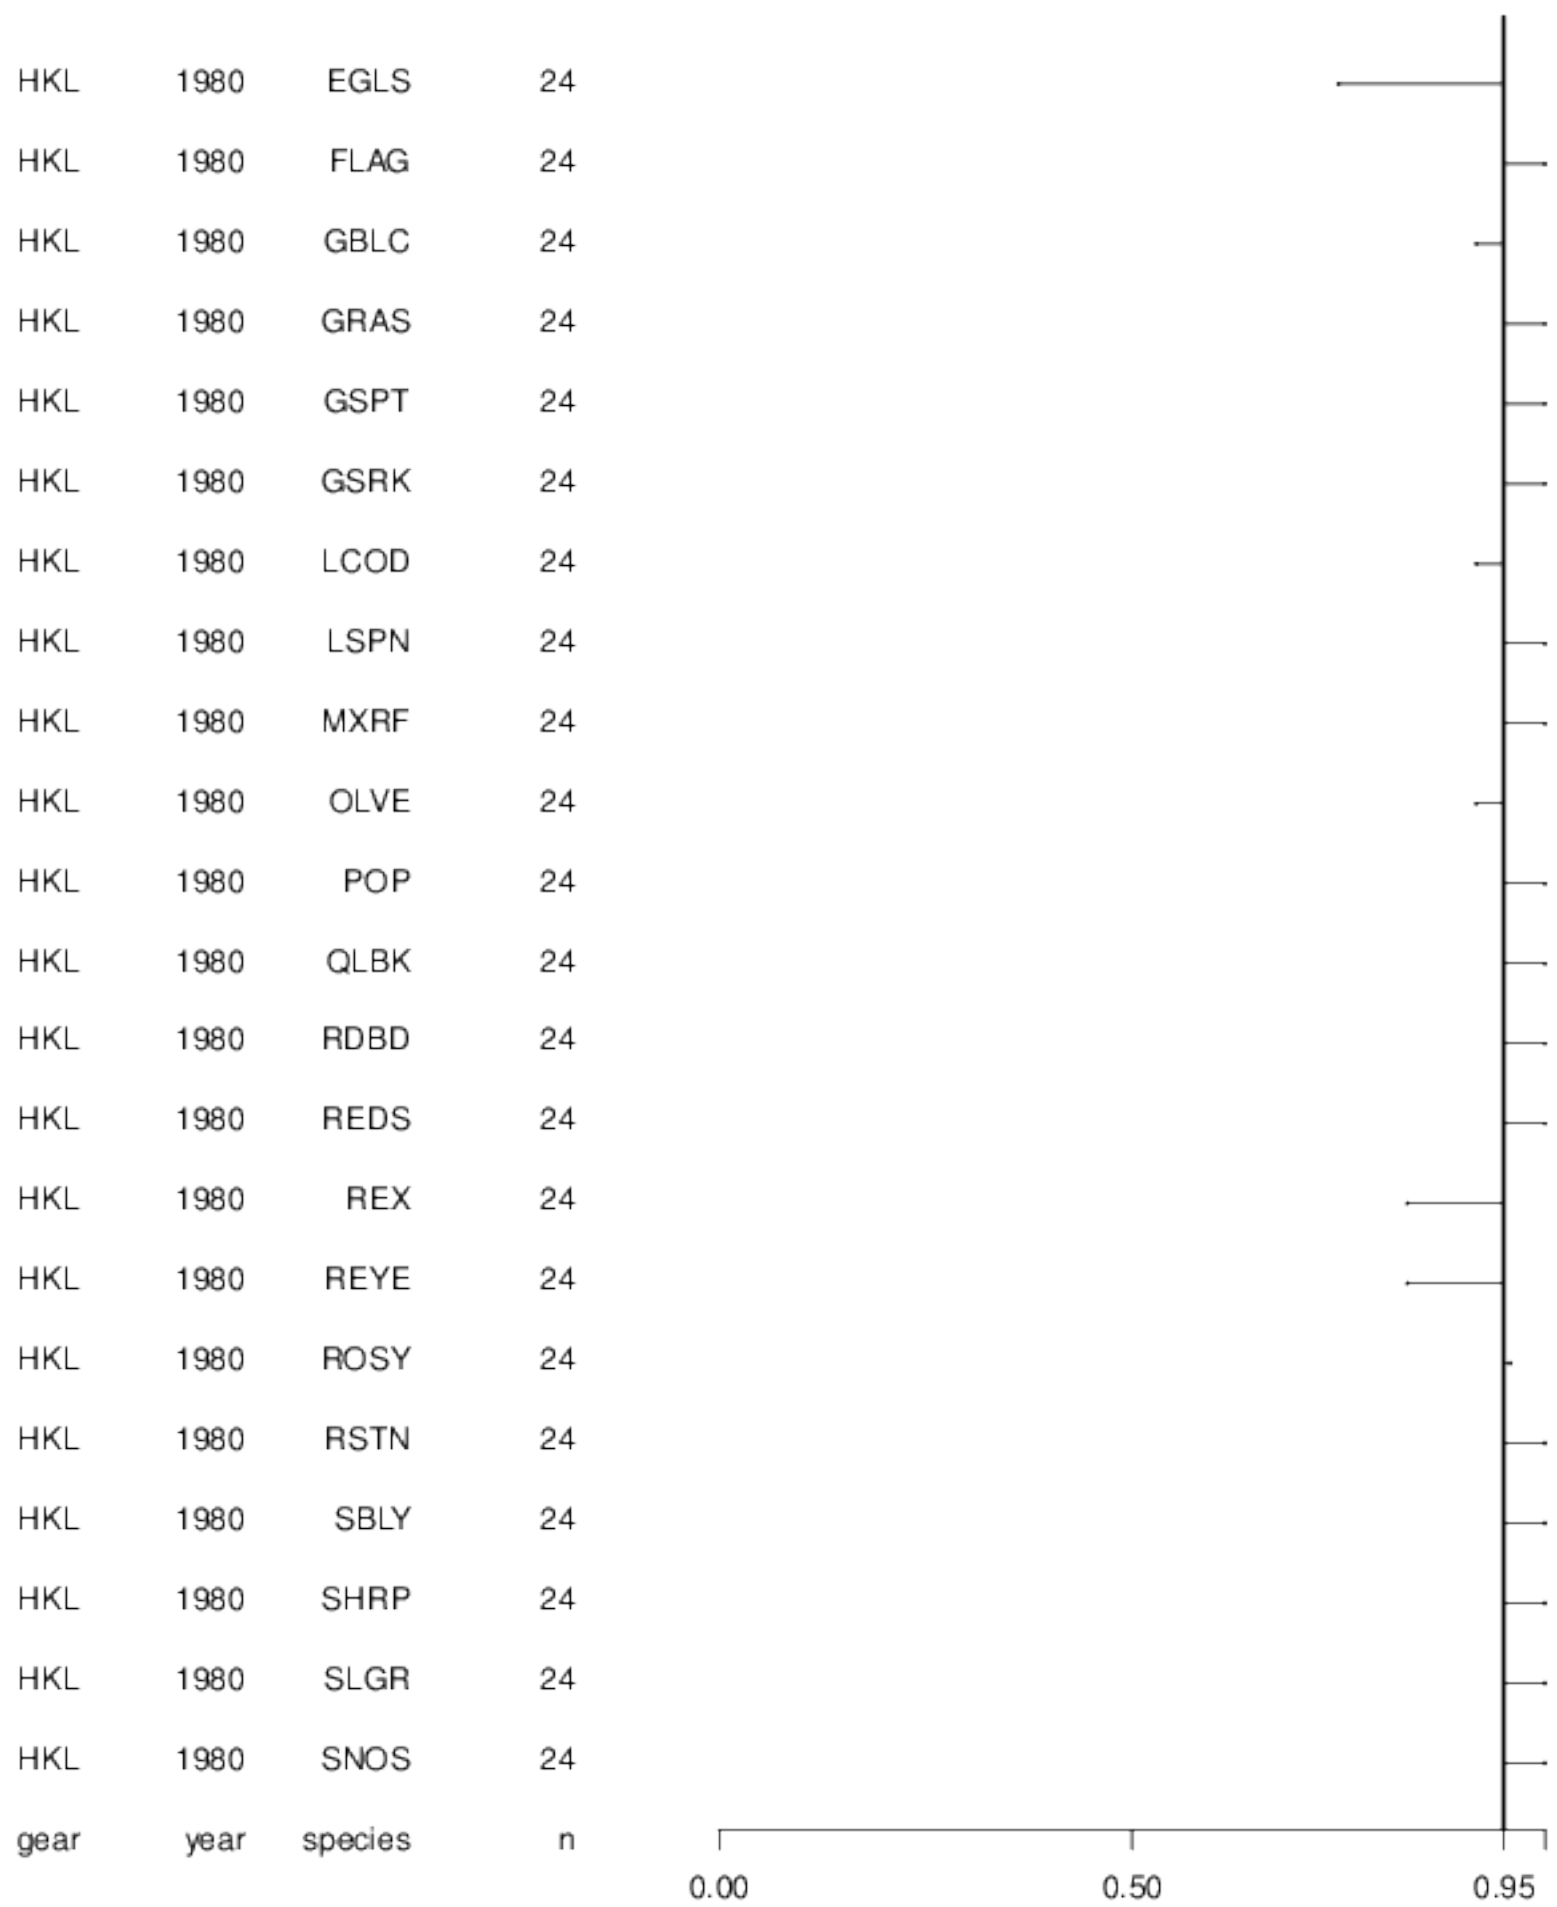 HKL 1980 EGLS 24
HKL 1980 FLAG 24
HKL 1980 GBLC 24
HKL 1980 GRAS 24
HKL 1980 GSPT 24
HKL 1980 GSRK 24
HKL 1980 LCOD 24
HKL 1980 LSPN 24
HKL 1980 MXRF 24
HKL 1980 OLVE 24
HKL 1980 POP 24
HKL 1980 QLBK 24
HKL 1980 RDBD 24
HKL 1980 REDS 24
HKL 1980 REX 24
HKL 1980 REYE 24
HKL 1980 ROSY 24
HKL 1980 RSTN 24
HKL 1980 SBLY 24
HKL 1980 SHRP 24
HKL 1980 SLGR 24
HKL 1980 SNOS 24
gear year species n
0.00 0.50 0.95